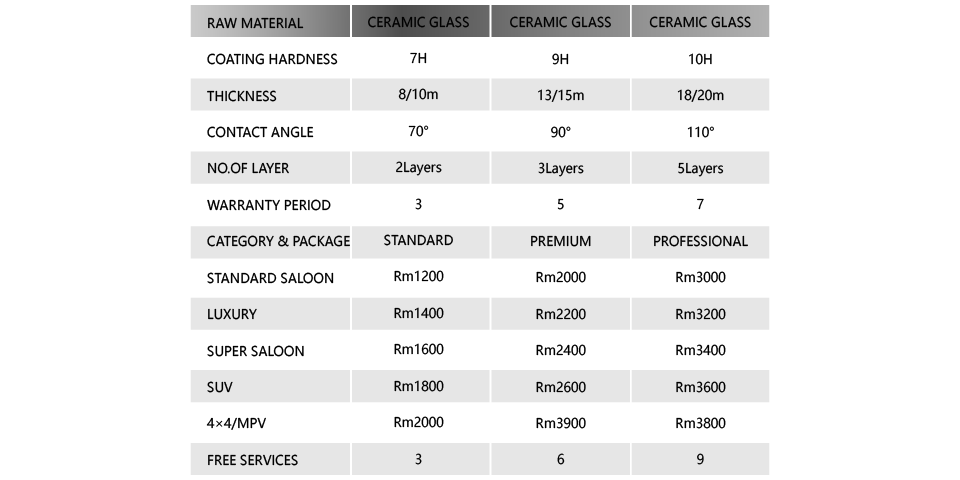 RAW MATERIAL CERAMIC GLASS CERAMIC GLASS CERAMIC GLASS
COATING HARDNESS 7H 9H 10H
THICKNESS 8/10m 13/15m 18/20m
CONTACT ANGLE 70° 90° 110°
NO.OF LAYER 2Layers 3Layers 5Layers
WARRANTY PERIOD 3 5 7
CATEGORY & PACKAGE STANDARD PREMIUM PROFESSIONAL
STANDARD SALOON Rm1200 Rm2000 Rm3000
LUXURY Rm1400 Rm2200 Rm3200
SUPER SALOON Rm1600 Rm2400 Rm3400
SUV Rm1800 Rm2600 Rm3600
4×4/MPV Rm2000 Rm3900 Rm3800
FREE SERVICES 3 6 9